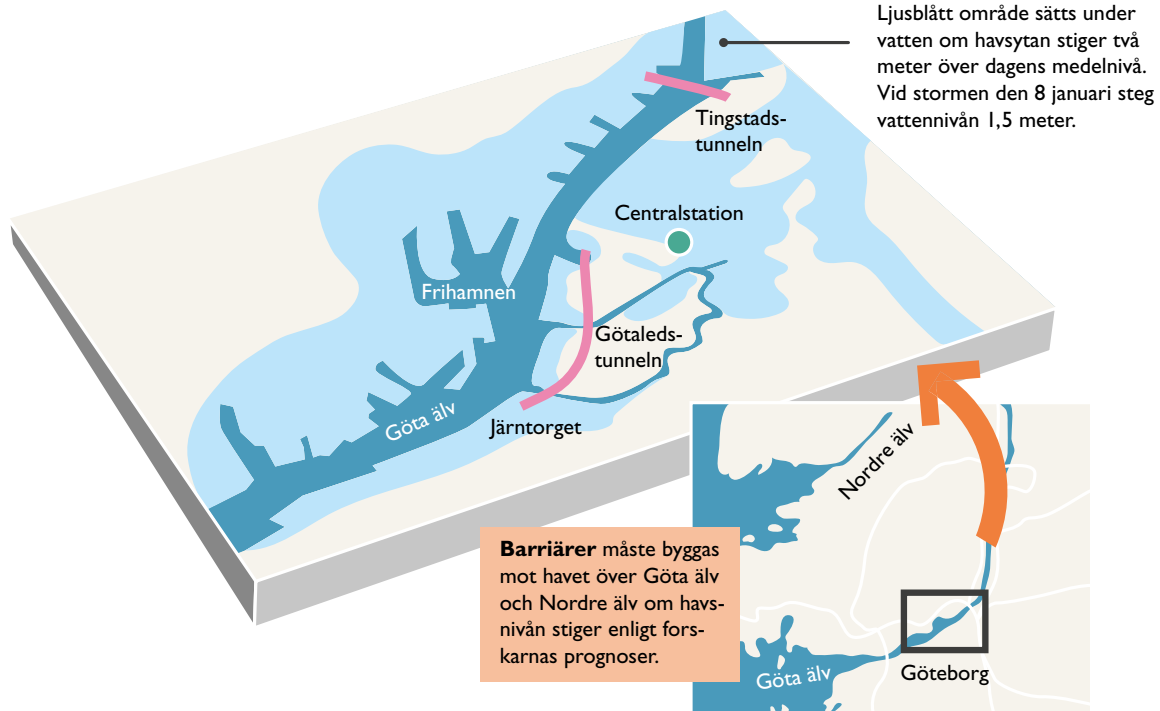 Ljusblått område sätts under
vatten om havsytan stiger två
meter över dagens medelnivå.
Vid stormen den 8 januari steg
vattennivån 1,5 meter.
Tingstads-
tunneln
Centralstation
Frihamnen
Götaleds-
tunneln
Göta älv
Järntorget
Nordre älv
Barriärer måste byggas
mot havet över Göta älv
och Nordre älv om havs-
nivån stiger enligt fors-
karnas prognoser.
Göta älv
Göteborg